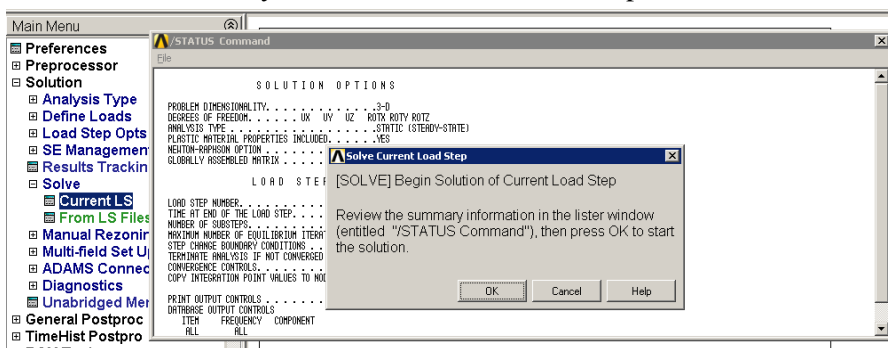 Main Menu
Preferences
Preprocessor
Solution
Analysis Type
Define Loads
Load Step Opts
SE Managemen
Results Trackin
Solve
Current LS
From LS Files
Manual Rezonin
Multi-field Set U
ADAMS Connec
Diagnostics
Unabridged Mer
General Postproc
TimeHist Postpro
/STATUS Command
File
SOLUTION OPTIONS
PROBLEM DIMENSIONALITY. . . . . . . . . . . . .3-D
DEGREES OF FREEDOM. . . . . . UX UY UZ ROTX ROTY ROTZ
ANALYSIS TYPE . . . . . . . . . . . . . . . . .STATIC (STEADY-STATE)
PLASTIC MATERIAL PROPERTIES INCLUDED. . . . . .YES
NEWTON-RAPHSON OPTION . . . .
GLOBALLY ASSEMBLED MATRIX . . . . .
LOAD STEP
LOAD STEP NUMBER. . . . . . . .
TIME AT END OF THE LOAD STEP. . . .
NUMBER OF SUBSTEPS. . . . . . .
MAXIMUM NUMBER OF EQUILIBRIUM ITERA
STEP CHANGE BOUNDARY CONDITIONS . .
TERMINATE ANALYSIS IF NOT CONVERGED
CONVERGENCE CONTROLS. . . . . .
COPY INTEGRATION POINT VALUES TO NOD
PRINT OUTPUT CONTROLS . . . . . .
DATABASE OUTPUT CONTROLS
ITEM FREQUENCY COMPONENT
ALL ALL
Solve Current Load Step
[SOLVE] Begin Solution of Current Load Step
Review the summary information in the lister window
(entitled "/STATUS Command"), then press OK to start
the solution.
OK
Cancel
Help